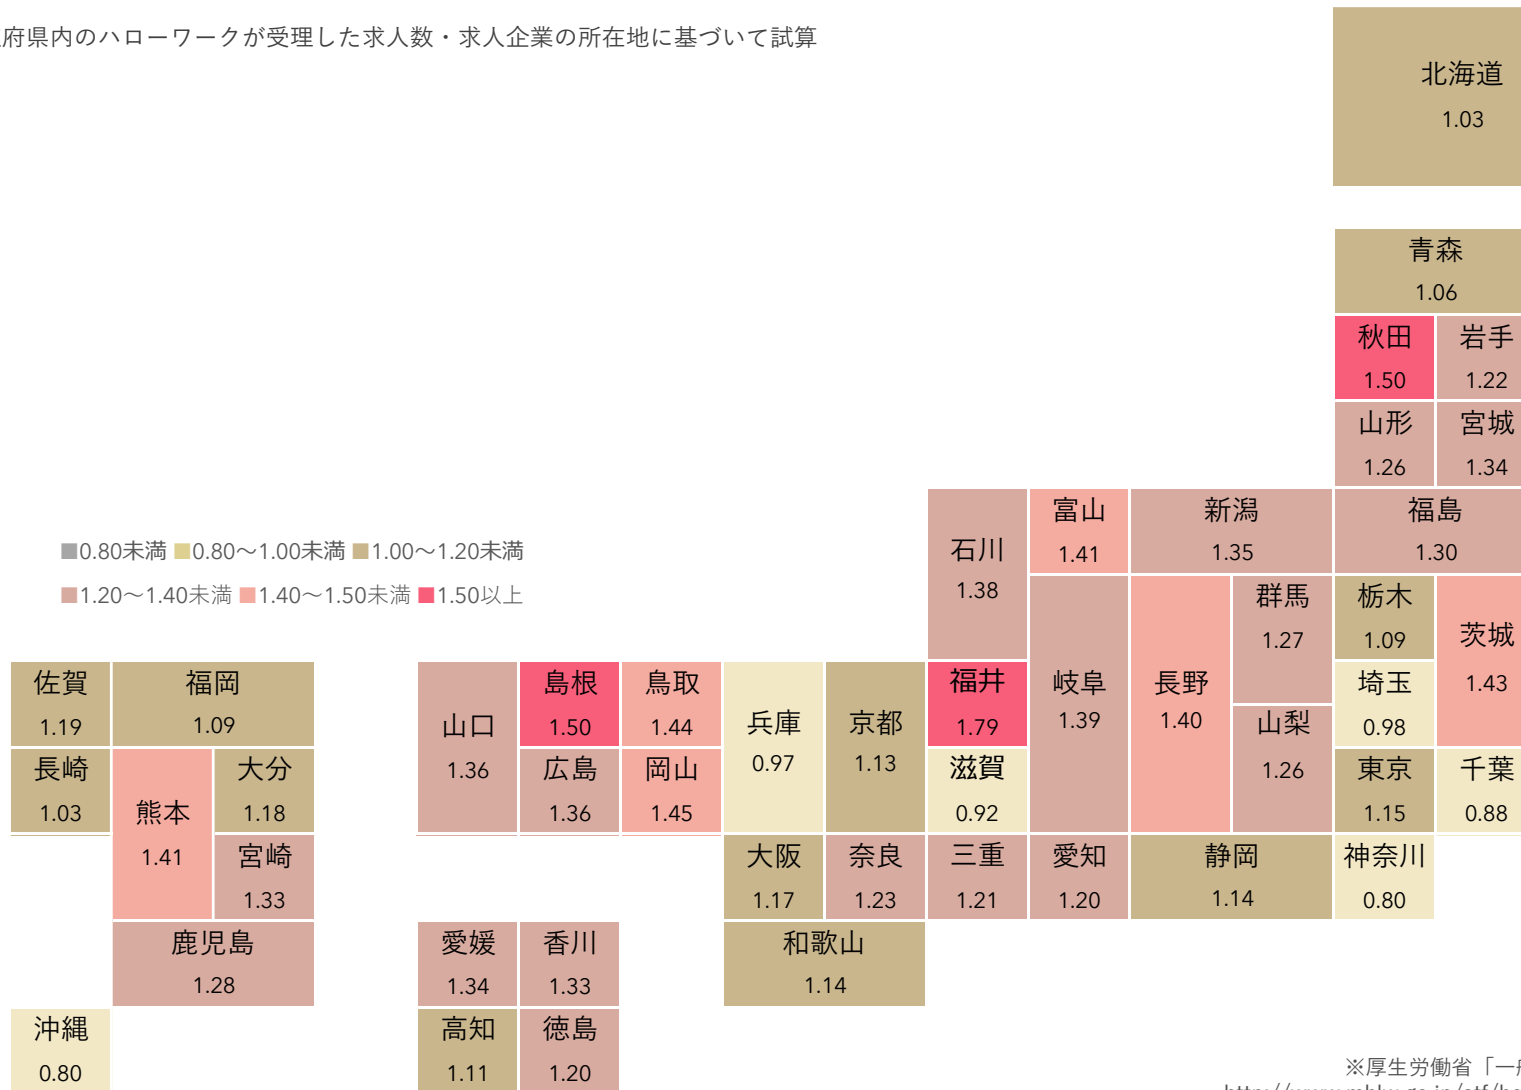 府県内のハローワークが受理した求人数・求人企業の所在地に基づいて試算
北海道
1.03
青森
1.06
秋田 岩手
1.50 1.22
山形 宮城
1.26 1.34
石川
1.38
富山
1.41
新潟
1.35
福島
1.30
■0.80未満 ■0.80～1.00未満 ■1.00～1.20未満
■1.20～1.40未満 ■1.40～1.50未満 ■1.50以上
群馬
1.27
栃木
1.09
茨城
1.43
佐賀
1.19
福岡
1.09
山口
1.36
島根
1.50
鳥取
1.44
兵庫
0.97
京都
1.13
福井
1.79
岐阜
1.39
長野
1.40
山梨
1.26
埼玉
0.98
長崎
1.03
熊本
1.41
大分
1.18
広島
1.36
岡山
1.45
滋賀
0.92
東京
1.15
千葉
0.88
宮崎
1.33
大阪
1.17
奈良
1.23
三重
1.21
愛知
1.20
静岡
1.14
神奈川
0.80
鹿児島
1.28
愛媛
1.34
香川
1.33
和歌山
1.14
沖縄
0.80
高知
1.11
徳島
1.20
※厚生労働省「一